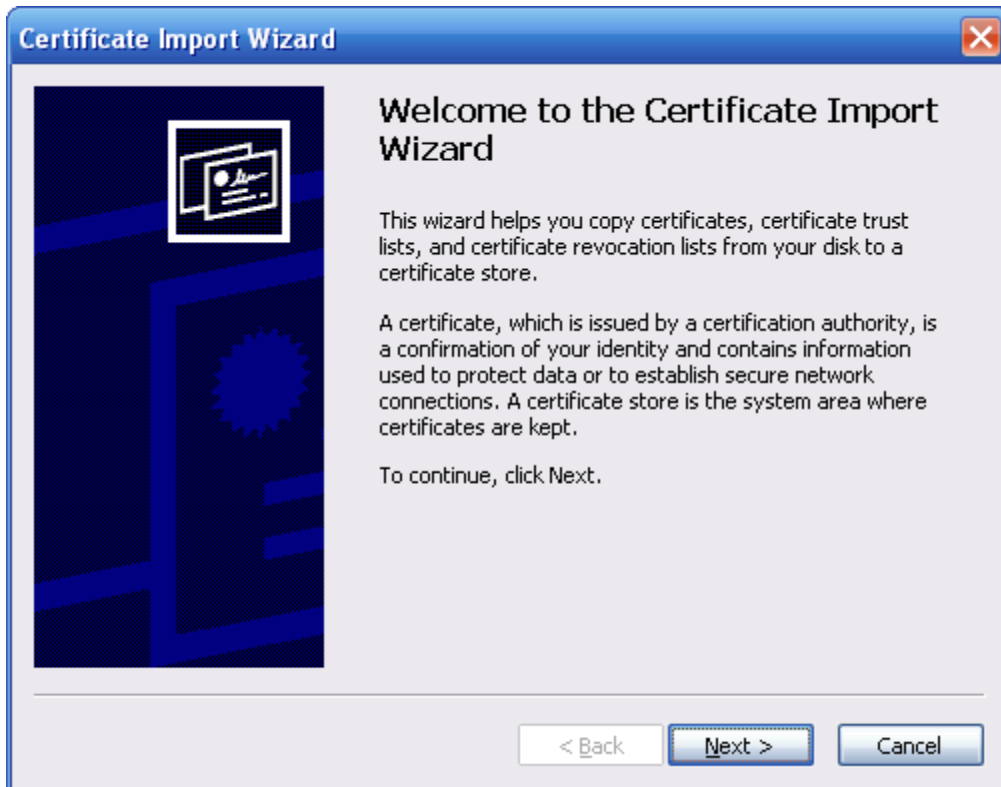 Certificate Import Wizard
Welcome to the Certificate Import
Wizard
This wizard helps you copy certificates, certificate trust
lists, and certificate revocation lists from your disk to a
certificate store.
A certificate, which is issued by a certification authority, is
a confirmation of your identity and contains information
used to protect data or to establish secure network
connections. A certificate store is the system area where
certificates are kept.
To continue, click Next.
< Back
Next >
Cancel